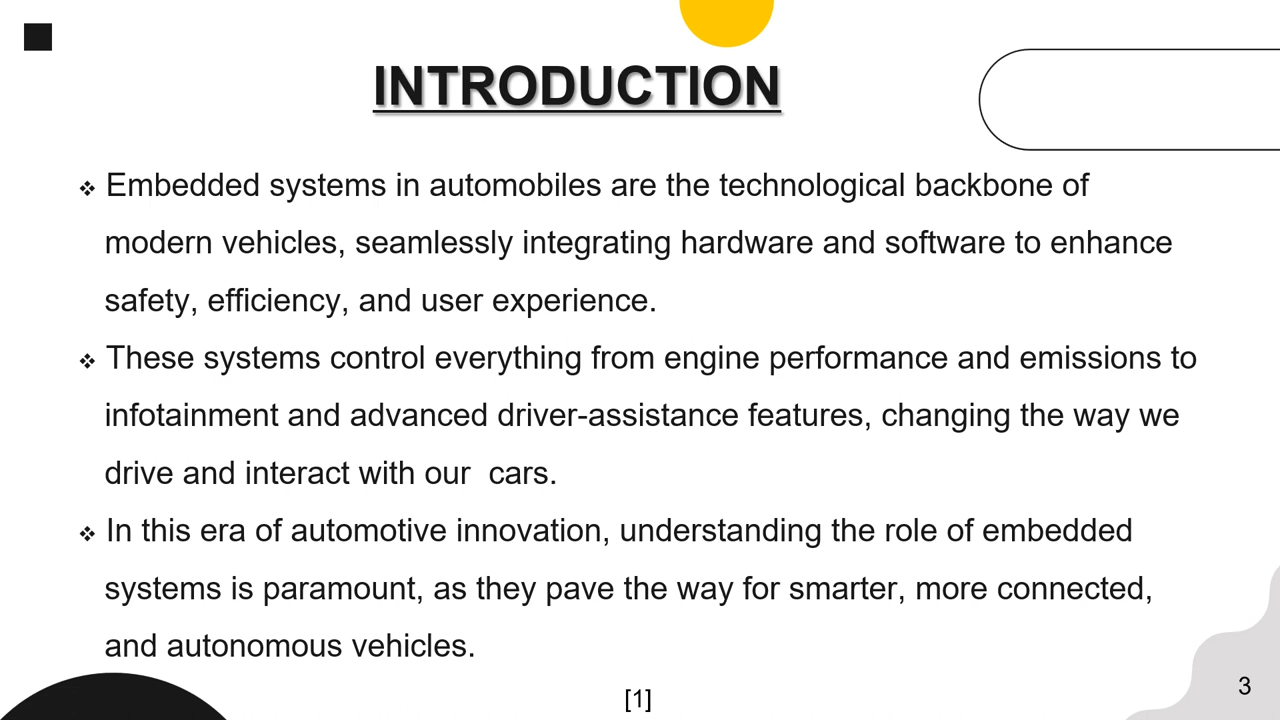 INTRODUCTION
❖ Embedded systems in automobiles are the technological backbone of
modern vehicles, seamlessly integrating hardware and software to enhance
safety, efficiency, and user experience.
❖ These systems control everything from engine performance and emissions to
infotainment and advanced driver-assistance features, changing the way we
drive and interact with our  cars.
❖ In this era of automotive innovation, understanding the role of embedded
systems is paramount, as they pave the way for smarter, more connected,
and autonomous vehicles.
[1]
3